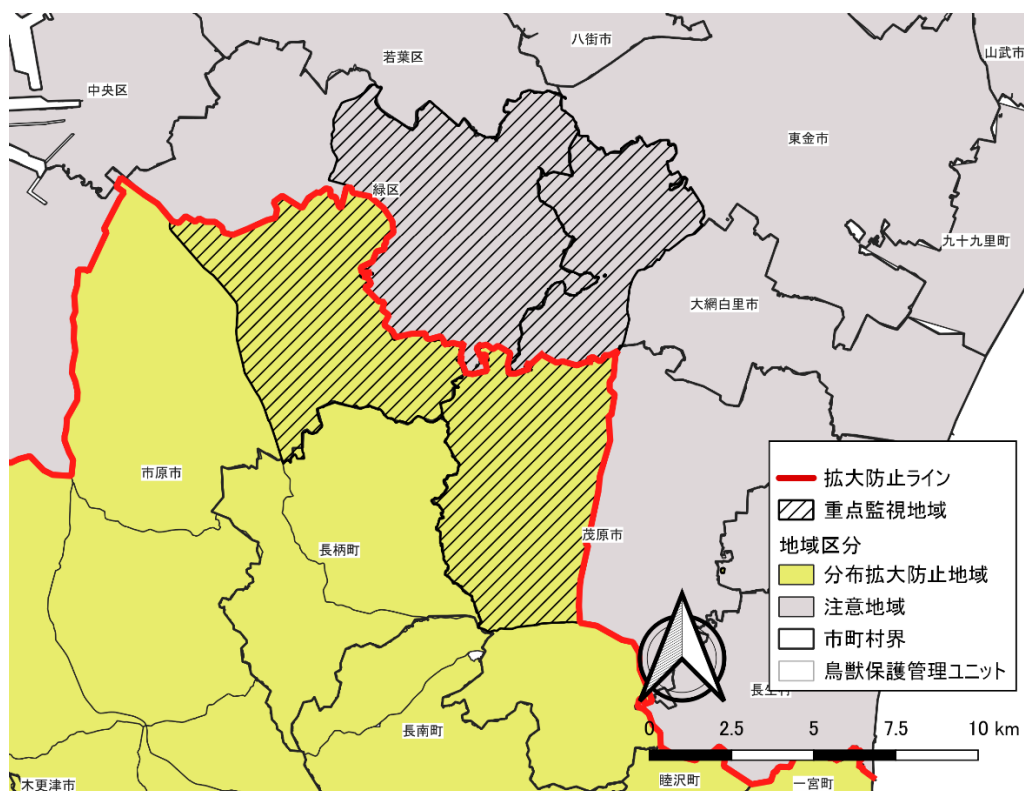 八街市
若葉区
山武市
中央区
東金市
緑区
九十九里町
大網白里市
市原市
茂原市
長柄町
拡大防止ライン
重点監視地域
地域区分
分布拡大防止地域
注意地域
市町村界
鳥獣保護管理ユニット
長生村
長南町
0 2.5 5 7.5 10 km
木更津市
睦沢町
一宮町